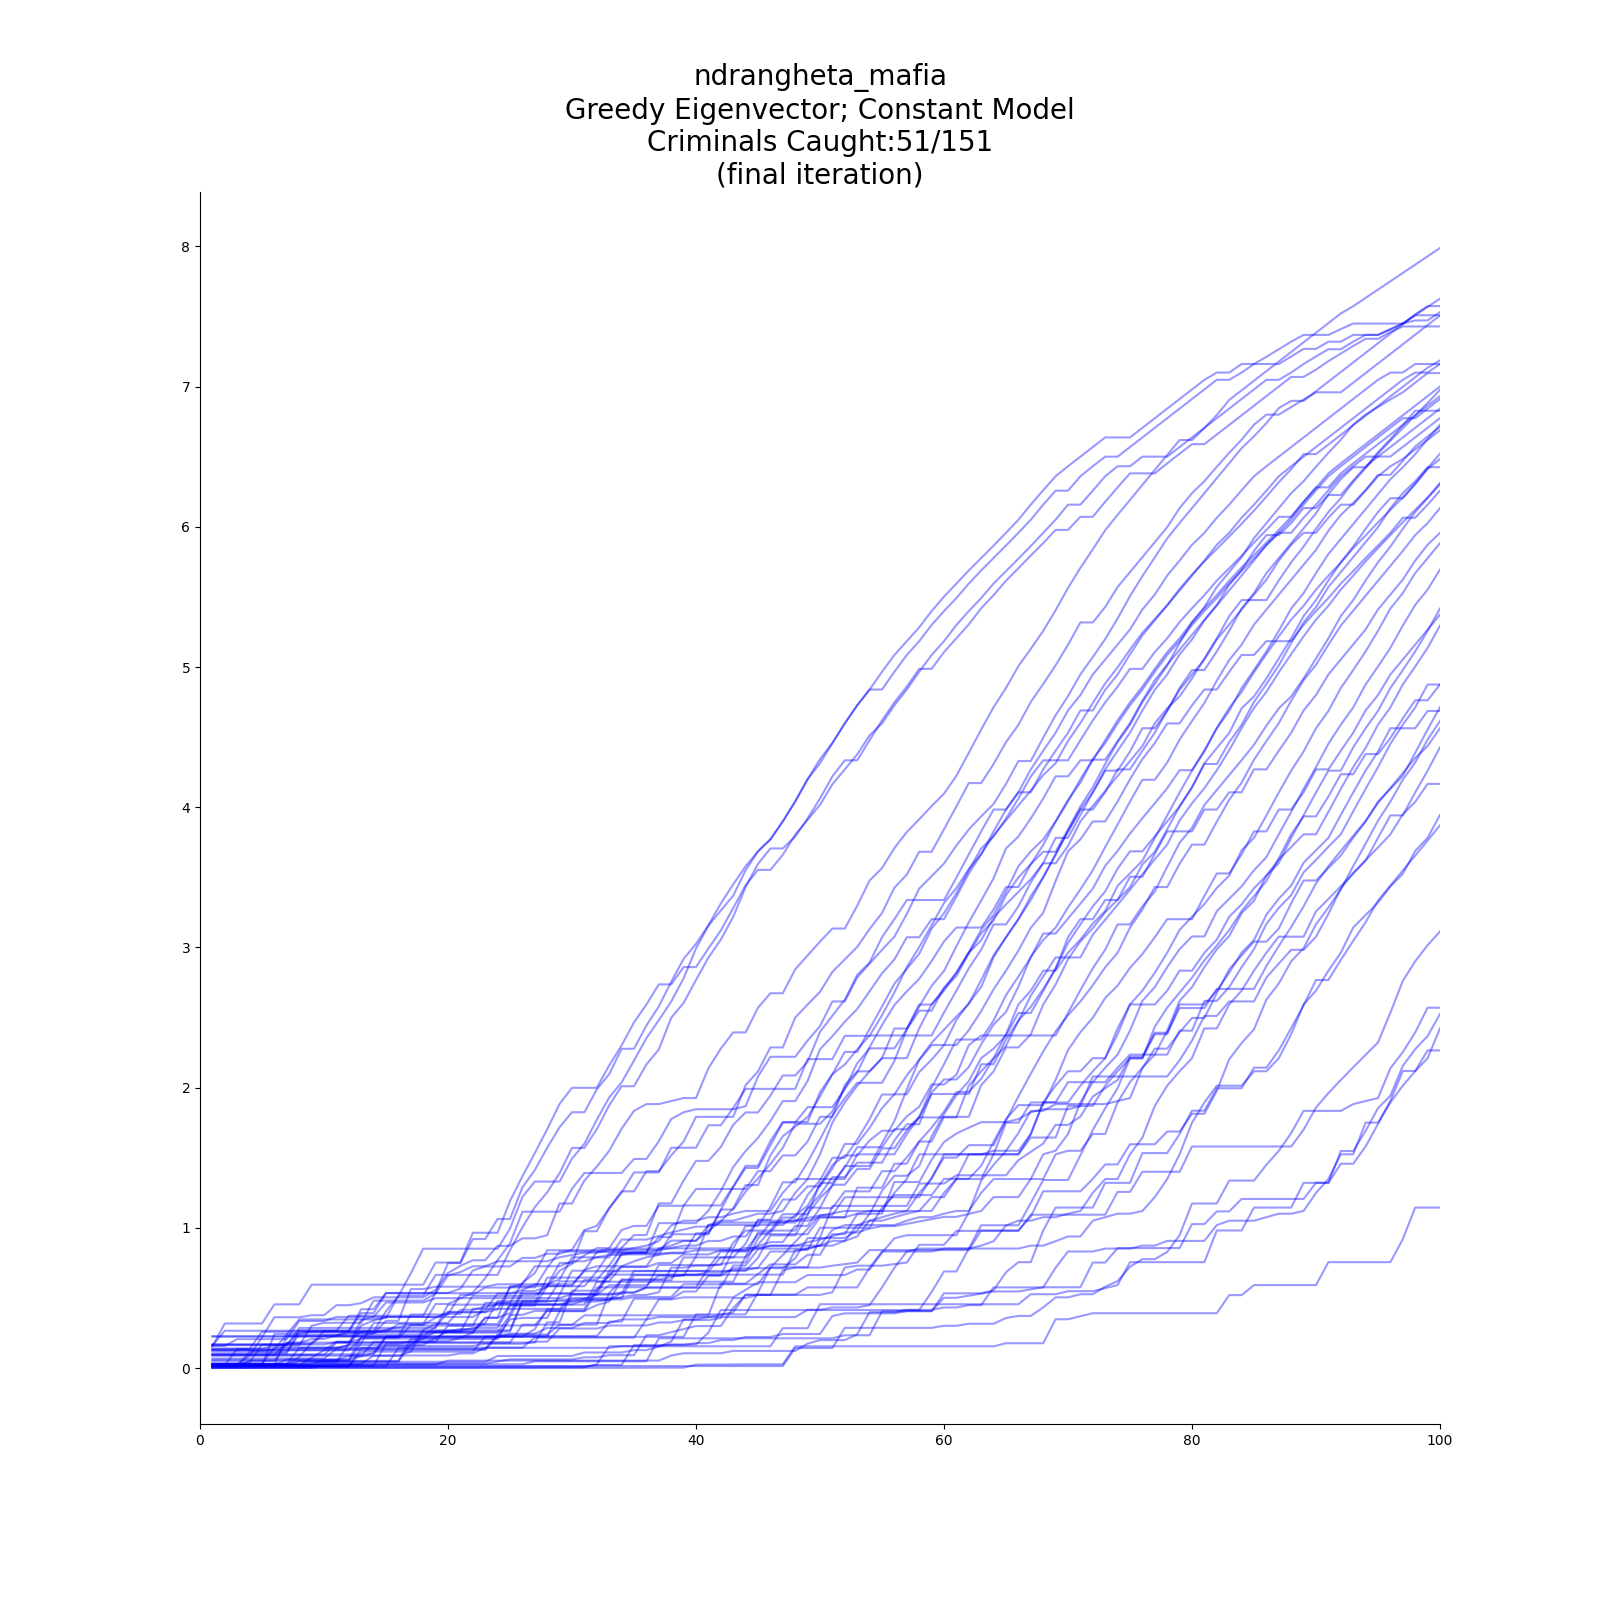 ndrangheta_mafia
Greedy Eigenvector; Constant Model
Criminals Caught:51/151
(final iteration)
8
7
6
5
4
3
2
1
0
0 20 40 60 80 100